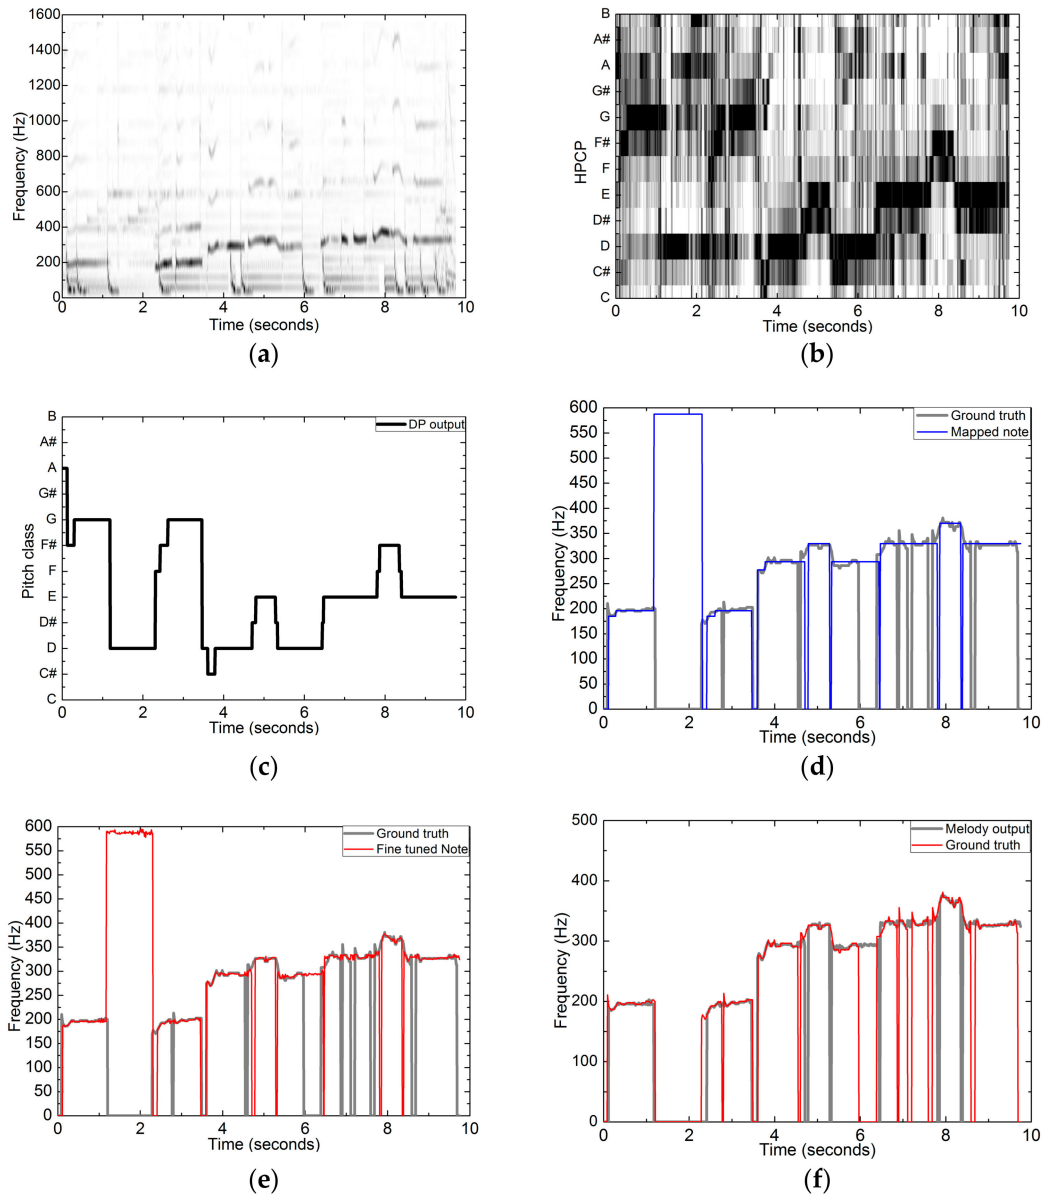 1600
1400
1200
1000
800
600
400
200
0
Frequency (Hz)
0 2 4 6 8 10
Time (seconds)
(a)
B
A#
A
G#
G
F#
F
E
D#
D
C#
C
HPCP
0 2 4 6 8 10
Time (seconds)
(b)
B
A#
A
G#
G
F#
F
E
D#
D
C#
C
Pitch class
DP output
0 2 4 6 8 10
Time (seconds)
(c)
600
550
500
450
400
350
300
250
200
150
100
50
0
Frequency (Hz)
Ground truth
Mapped note
0 2 4 6 8 10
Time (seconds)
(d)
600
550
500
450
400
350
300
250
200
150
100
50
0
Frequency (Hz)
Ground truth
Fine tuned Note
0 2 4 6 8 10
Time (seconds)
(e)
500
400
300
200
100
0
Frequency (Hz)
Melody output
Ground truth
0 2 4 6 8 10
Time (seconds)
(f)